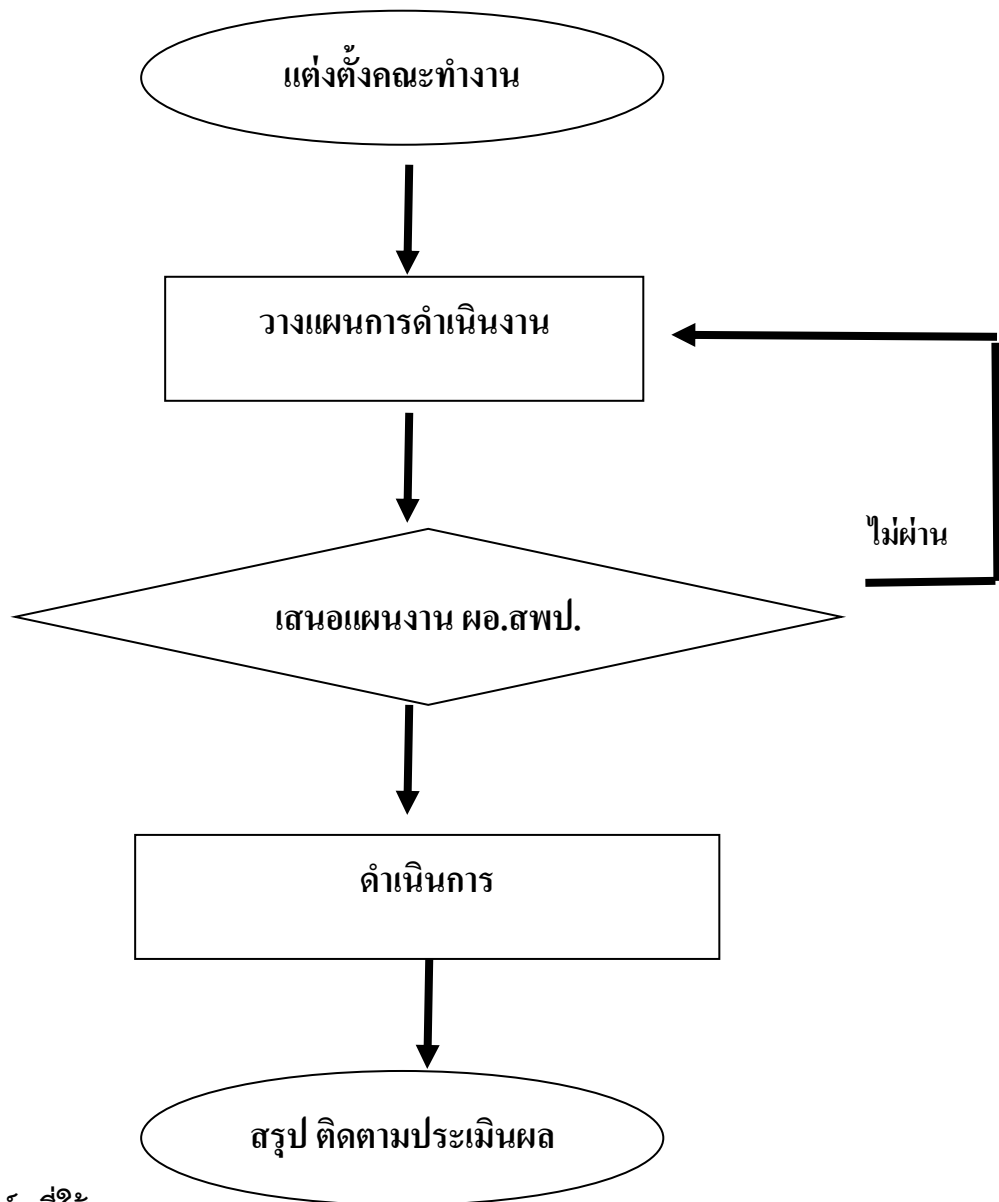 แต่งตั้งคณะทำงาน
วางแผนการดำเนินงาน
ไม่ผ่าน
เสนอแผนงาน ผอ.สพป.
ดำเนินการ
สรุป ติดตามประเมินผล
ที่ใช้